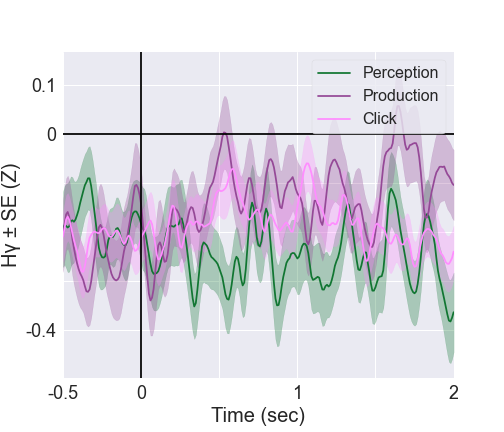 Perception
Production
Click
0.1
0
-0.4
Hγ ± SE (Z)
-0.5 0 1 2
Time (sec)